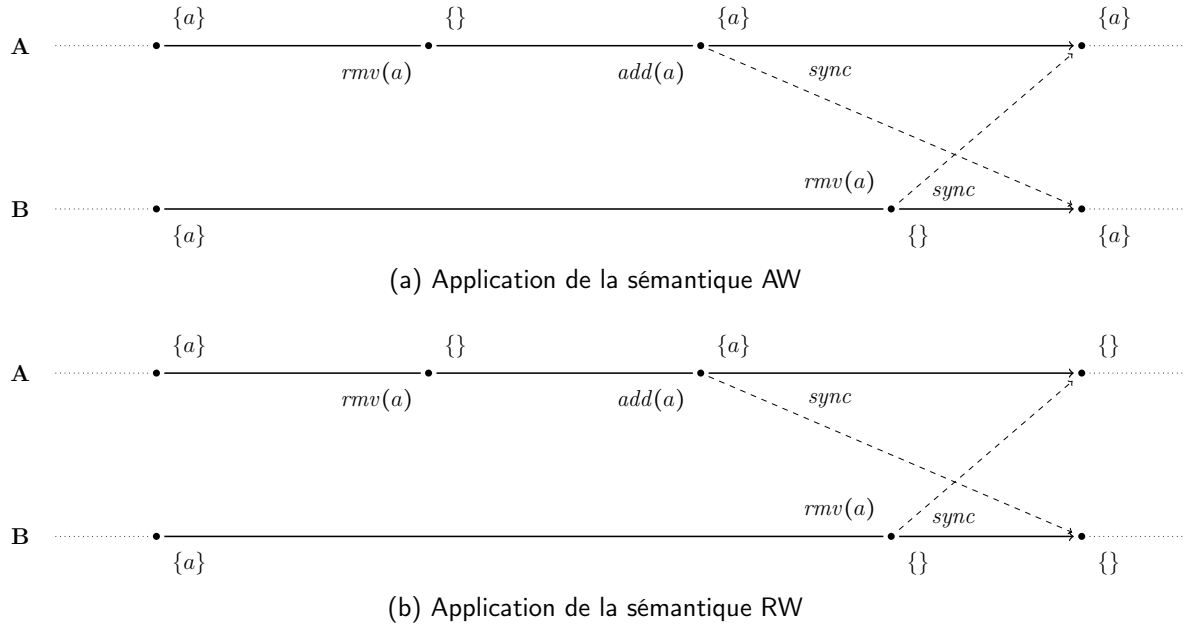 {a} {} {a} {a}
A
rmv(a) add(a) sync
rmv(a)
B sync
{a} {} {a}
(a) Application de la sémantique AW
{a} {} {a} {}
A
rmv(a) add(a) sync
rmv(a)
B sync
{a} {} {}
(b) Application de la sémantique RW